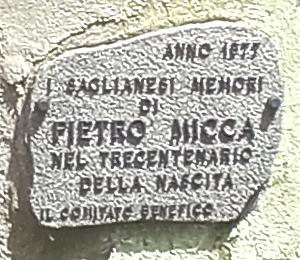 ANNO 1977
I SAGLIANESI MEMORI
DI
PIETRO MICCA
NEL TRECENTENARIO
DELLA NASCITA
IL COMITATO BENEFICO